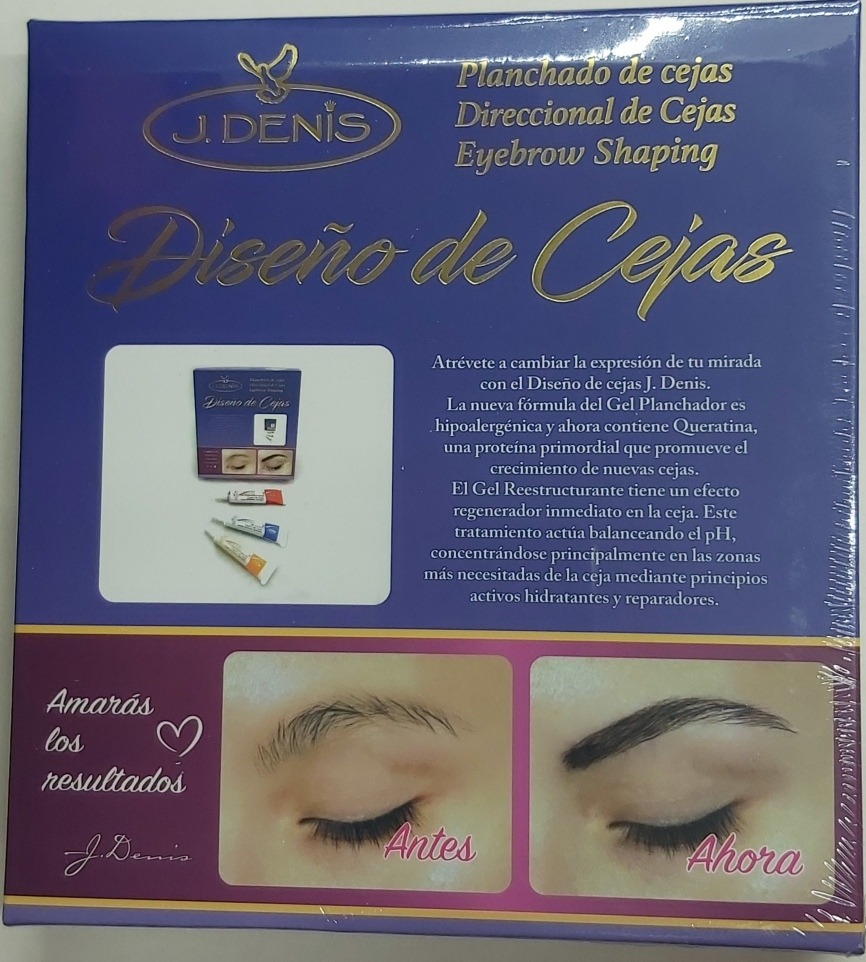 J. DENIS
Planchado de cejas
Direccional de Cejas
Eyebrow Shaping
Diseño de Cejas
Atrévete a cambiar la expresión de tu mirada
con el Diseño de cejas J. Denis.
La nueva fórmula del Gel Planchador es
hipoalergénica y ahora contiene Queratina,
una proteína primordial que promueve el
crecimiento de nuevas cejas.
El Gel Reestructurante tiene un efecto
regenerador inmediato en la ceja. Este
tratamiento actúa balanceando el pH,
concentrándose principalmente en las zonas
más necesitadas de la ceja mediante principios
activos hidratantes y reparadores.
Diseño de Cejas
Amarás
los
resultados
J. Denis
Antes
Ahora